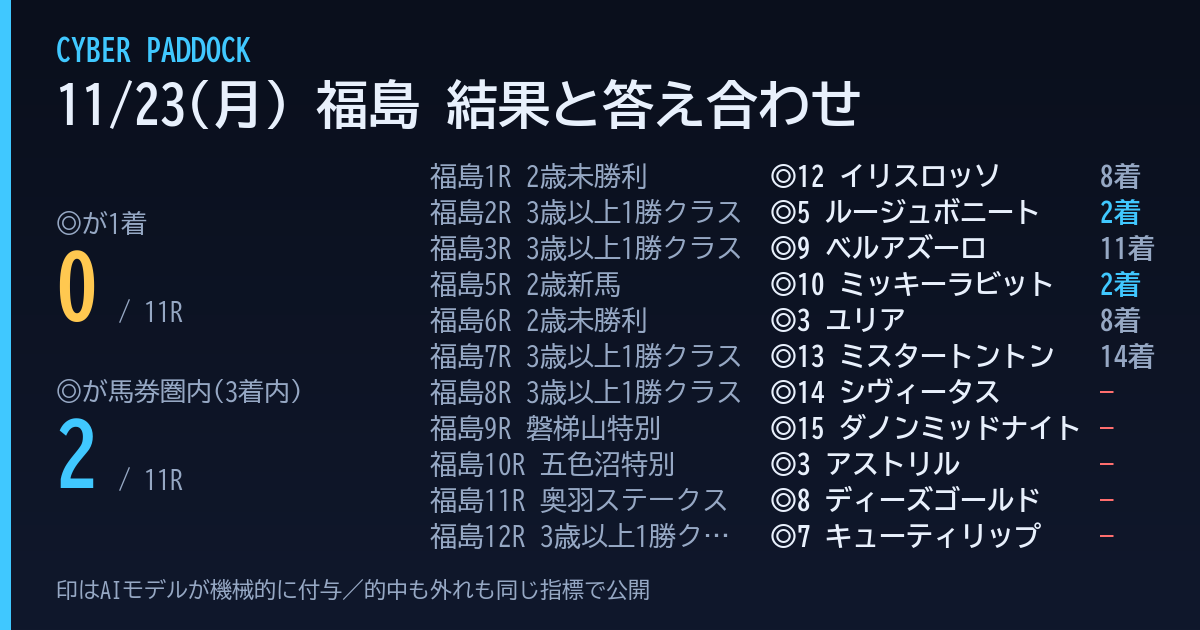 CYBER PADDOCK
11/23(月) 福島 結果と答え合わせ
◎が1着
0 / 11R
◎が馬券圏内(3着内)
2 / 11R
福島1R 2歳未勝利 ◎12 イリスロッソ 8着
福島2R 3歳以上1勝クラス ◎5 ルージュボニート 2着
福島3R 3歳以上1勝クラス ◎9 ベルアズーロ 11着
福島5R 2歳新馬 ◎10 ミッキーラビット 2着
福島6R 2歳未勝利 ◎3 ユリア 8着
福島7R 3歳以上1勝クラス ◎13 ミスタートントン 14着
福島8R 3歳以上1勝クラス ◎14 シヴィータス –
福島9R 磐梯山特別 ◎15 ダノンミッドナイト –
福島10R 五色沼特別 ◎3 アストリル –
福島11R 奥羽ステークス ◎8 ディーズゴールド –
福島12R 3歳以上1勝ク… ◎7 キューティリップ –
印はAIモデルが機械的に付与／的中も外れも同じ指標で公開